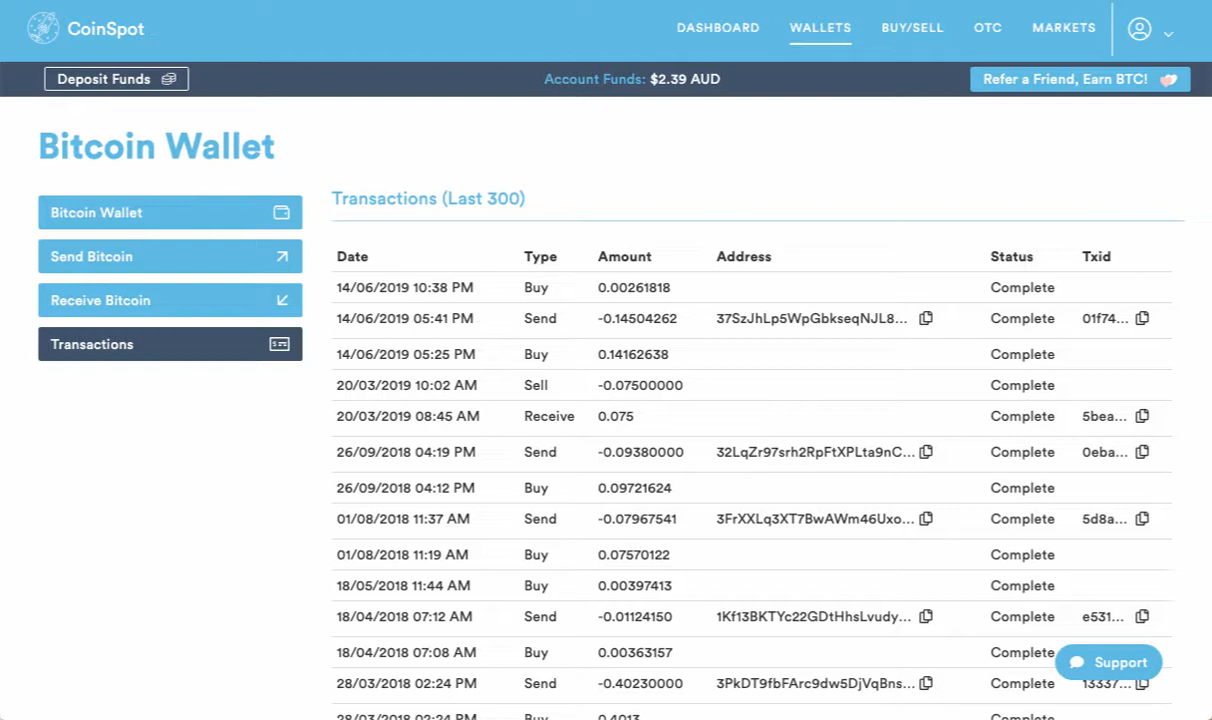 CoinSpot DASHBOARD WALLETS BUY/SELL OTC MARKETS
Deposit Funds Account Funds: $2.39 AUD Refer a Friend, Earn BTC!
Bitcoin Wallet
Bitcoin Wallet
Send Bitcoin
Receive Bitcoin
Transactions
Transactions (Last 300)
Date Type Amount Address Status Txid
14/06/2019 10:38 PM Buy 0.00261818 Complete
14/06/2019 05:41 PM Send -0.14504262 37SzJhLp5WpGbkseqNJL8... Complete 01f74...
14/06/2019 05:25 PM Buy 0.14162638 Complete
20/03/2019 10:02 AM Sell -0.07500000 Complete
20/03/2019 08:45 AM Receive 0.075 Complete 5bea...
26/09/2018 04:19 PM Send -0.09380000 32LqZr97srh2RpFtXPLta9nC... Complete 0eba...
26/09/2018 04:12 PM Buy 0.09721624 Complete
01/08/2018 11:37 AM Send -0.07967541 3FrXXLq3XT7BwAWm46Uxo... Complete 5d8a...
01/08/2018 11:19 AM Buy 0.07570122 Complete
18/05/2018 11:44 AM Buy 0.00397413 Complete
18/04/2018 07:12 AM Send -0.01124150 1Kf13BKTYc22GDtHhsLvudy... Complete e531...
18/04/2018 07:08 AM Buy 0.00363157 Complete
28/03/2018 02:24 PM Send -0.40230000 3PkDT9fbFArc9dw5DjVqBns... Complete 13337...
28/03/2018 02:24 PM Buy 0.4013
Support